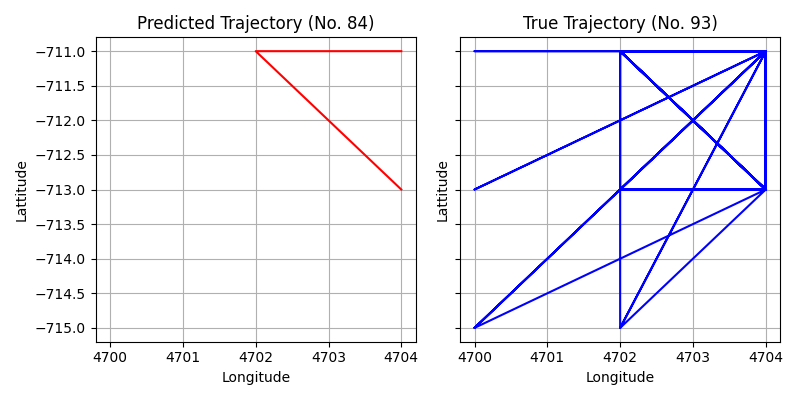 Predicted Trajectory (No. 84)
True Trajectory (No. 93)
Lattitude
−711.0
−711.5
−712.0
−712.5
−713.0
−713.5
−714.0
−714.5
−715.0
4700 4701 4702 4703 4704
Longitude
Lattitude
4700 4701 4702 4703 4704
Longitude